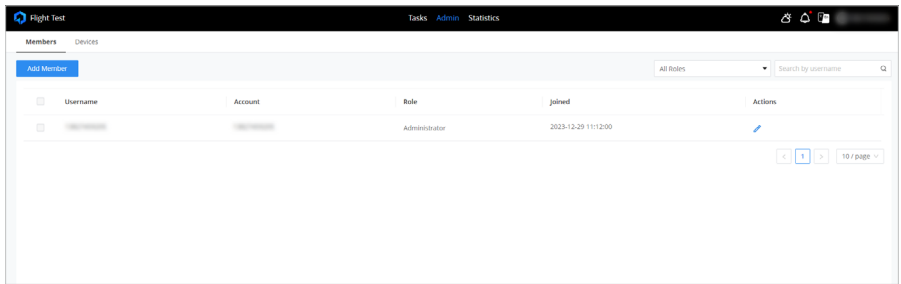 Flight Test Tasks Admin Statistics
Members Devices
Add Member All Roles Search by username
Username Account Role Joined Actions
Administrator 2023-12-29 11:12:00
< 1 > 10 / page